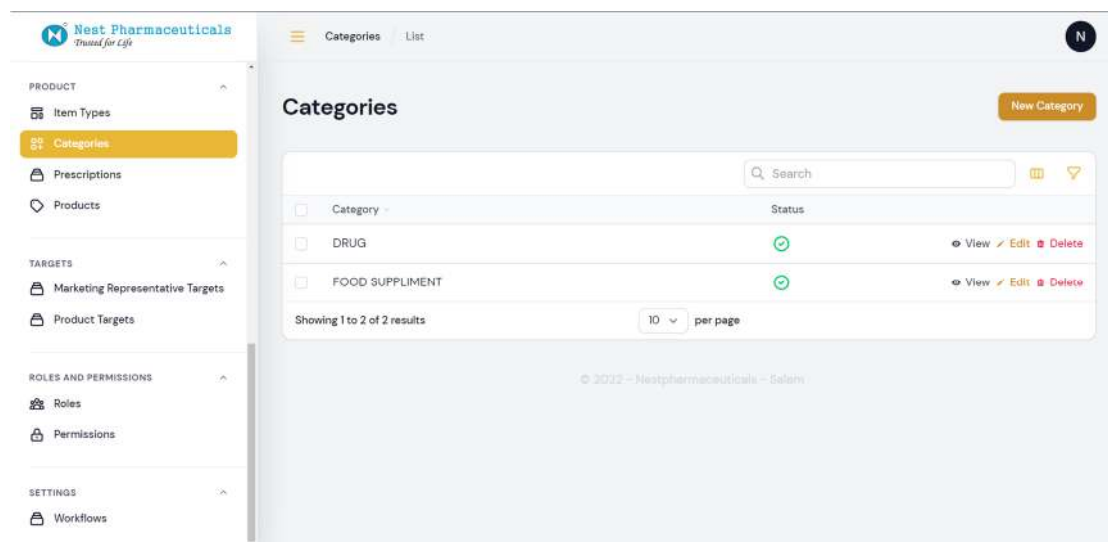 Nest Pharmaceuticals
Trusted for Life
Categories / List
N
PRODUCT
Item Types
Categories
Prescriptions
Products
TARGETS
Marketing Representative Targets
Product Targets
ROLES AND PERMISSIONS
Roles
Permissions
SETTINGS
Workflows
Categories
New Category
Search
Category
Status
DRUG
View Edit Delete
FOOD SUPPLIMENT
View Edit Delete
Showing 1 to 2 of 2 results
10 per page
© 2022 - Nestpharmaceuticals - Salem